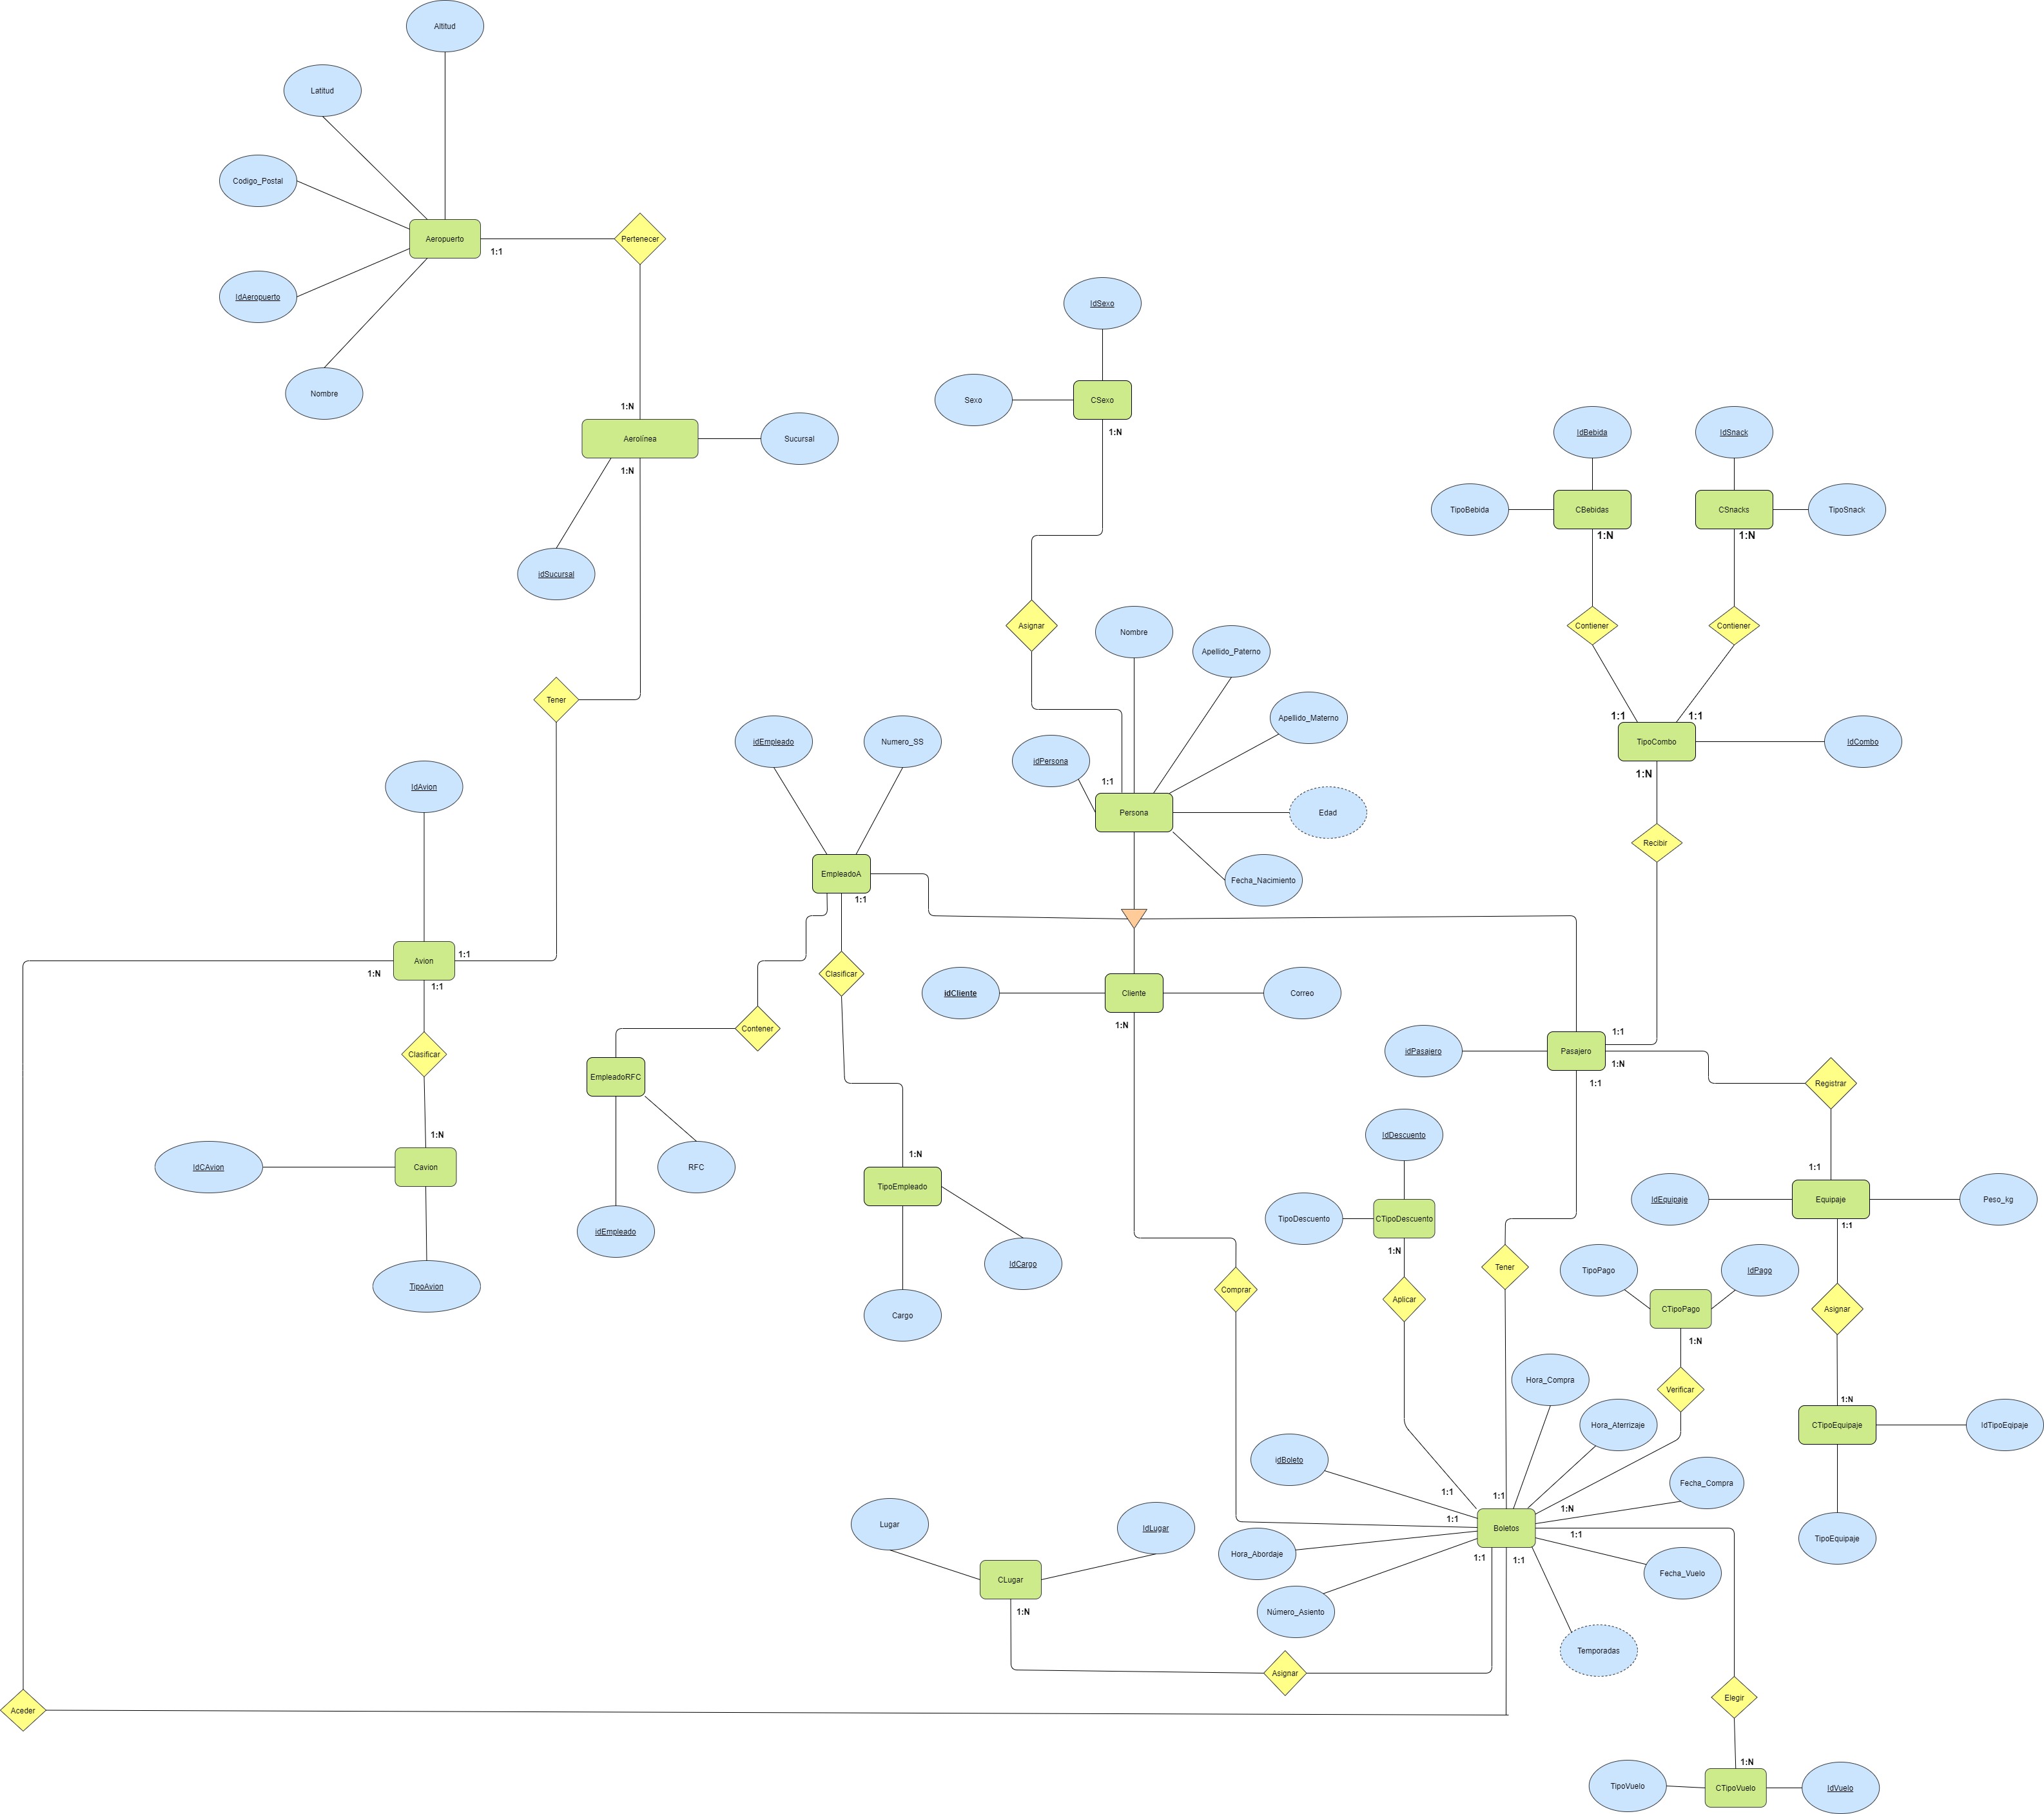 Altitud
Latitud
Codigo_Postal
Aeropuerto
1:1
Pertenecer
IdAeropuerto
Nombre
1:N
Aerolínea
1:N
Sucursal
idSucursal
Tener
IdSexo
Sexo
CSexo
1:N
Asignar
IdBebida
IdSnack
TipoBebida
CBebidas
CSnacks
TipoSnack
1:N
1:N
Contiener
Contiener
1:1
1:1
TipoCombo
IdCombo
1:N
Recibir
Nombre
Apellido_Paterno
Apellido_Materno
idPersona
1:1
Persona
Edad
Fecha_Nacimiento
idEmpleado
Numero_SS
EmpleadoA
1:1
IdAvion
Avion
1:1
1:N
1:1
Clasificar
1:N
Cavion
IdCAvion
TipoAvion
Clasificar
Contener
EmpleadoRFC
RFC
idEmpleado
1:N
TipoEmpleado
IdCargo
Cargo
idCliente
Cliente
Correo
1:N
idPasajero
Pasajero
1:1
1:N
1:1
Registrar
1:1
IdEquipaje
Equipaje
Peso_kg
1:1
Asignar
1:N
CTipoEquipaje
IdTipoEqipaje
TipoEquipaje
IdDescuento
TipoDescuento
CTipoDescuento
1:N
Aplicar
Comprar
Tener
TipoPago
IdPago
CTipoPago
1:N
Verificar
Hora_Compra
Hora_Aterrizaje
Fecha_Compra
idBoleto
1:1
1:1
1:N
1:1
Boletos
1:1
1:1
1:1
Hora_Abordaje
Número_Asiento
Fecha_Vuelo
Temporadas
Lugar
IdLugar
CLugar
1:N
Asignar
Aceder
Elegir
1:N
TipoVuelo
CTipoVuelo
IdVuelo